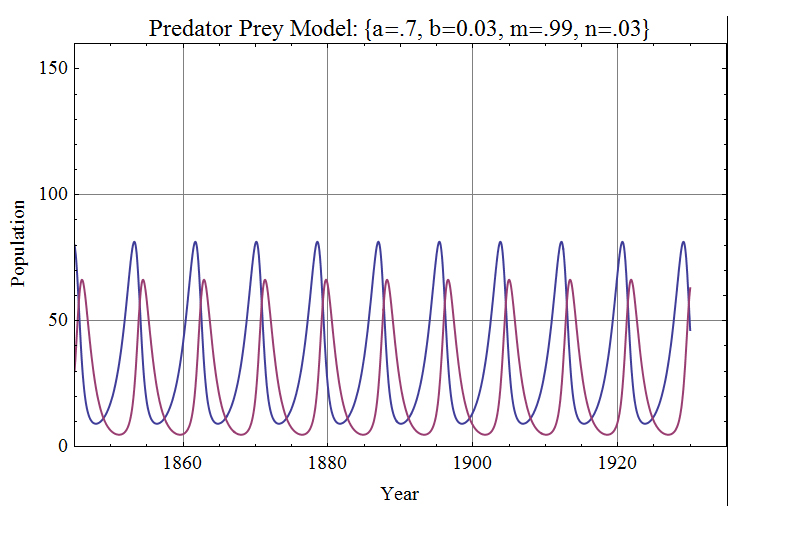 Predator Prey Model: {a=.7, b=0.03, m=.99, n=.03}
150
100
50
0
Population
1860 1880 1900 1920
Year